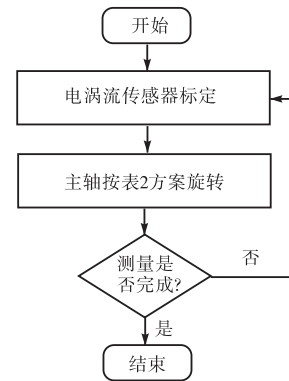 开始
电涡流传感器标定
主轴按表2方案旋转
测量是
否完成?
否
是
结束